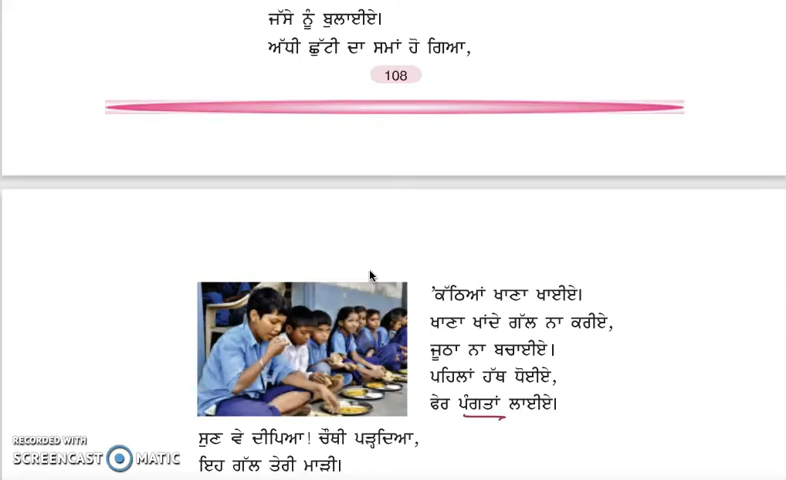 ਜੱਸੇ ਨੂੰ ਬੁਲਾਈਏ।
ਅੱਧੀ ਛੁੱਟੀ ਦਾ ਸਮਾਂ ਹੋ ਗਿਆ,
108
’ਕੱਠਿਆਂ ਖਾਣਾ ਖਾਈਏ।
ਖਾਣਾ ਖਾਂਦੇ ਗੱਲ ਨਾ ਕਰੀਏ,
ਜੂਠਾ ਨਾ ਬਚਾਈਏ।
ਪਹਿਲਾਂ ਹੱਥ ਧੋਈਏ,
ਫੇਰ ਪੰਗਤਾਂ ਲਾਈਏ।
ਸੁਣ ਵੇ ਦੀਪਿਆ! ਚੌਥੀ ਪੜ੍ਹਦਿਆ,
ਇਹ ਗੱਲ ਤੇਰੀ ਮਾੜੀ।
RECORDED WITH
SCREENCAST MATIC